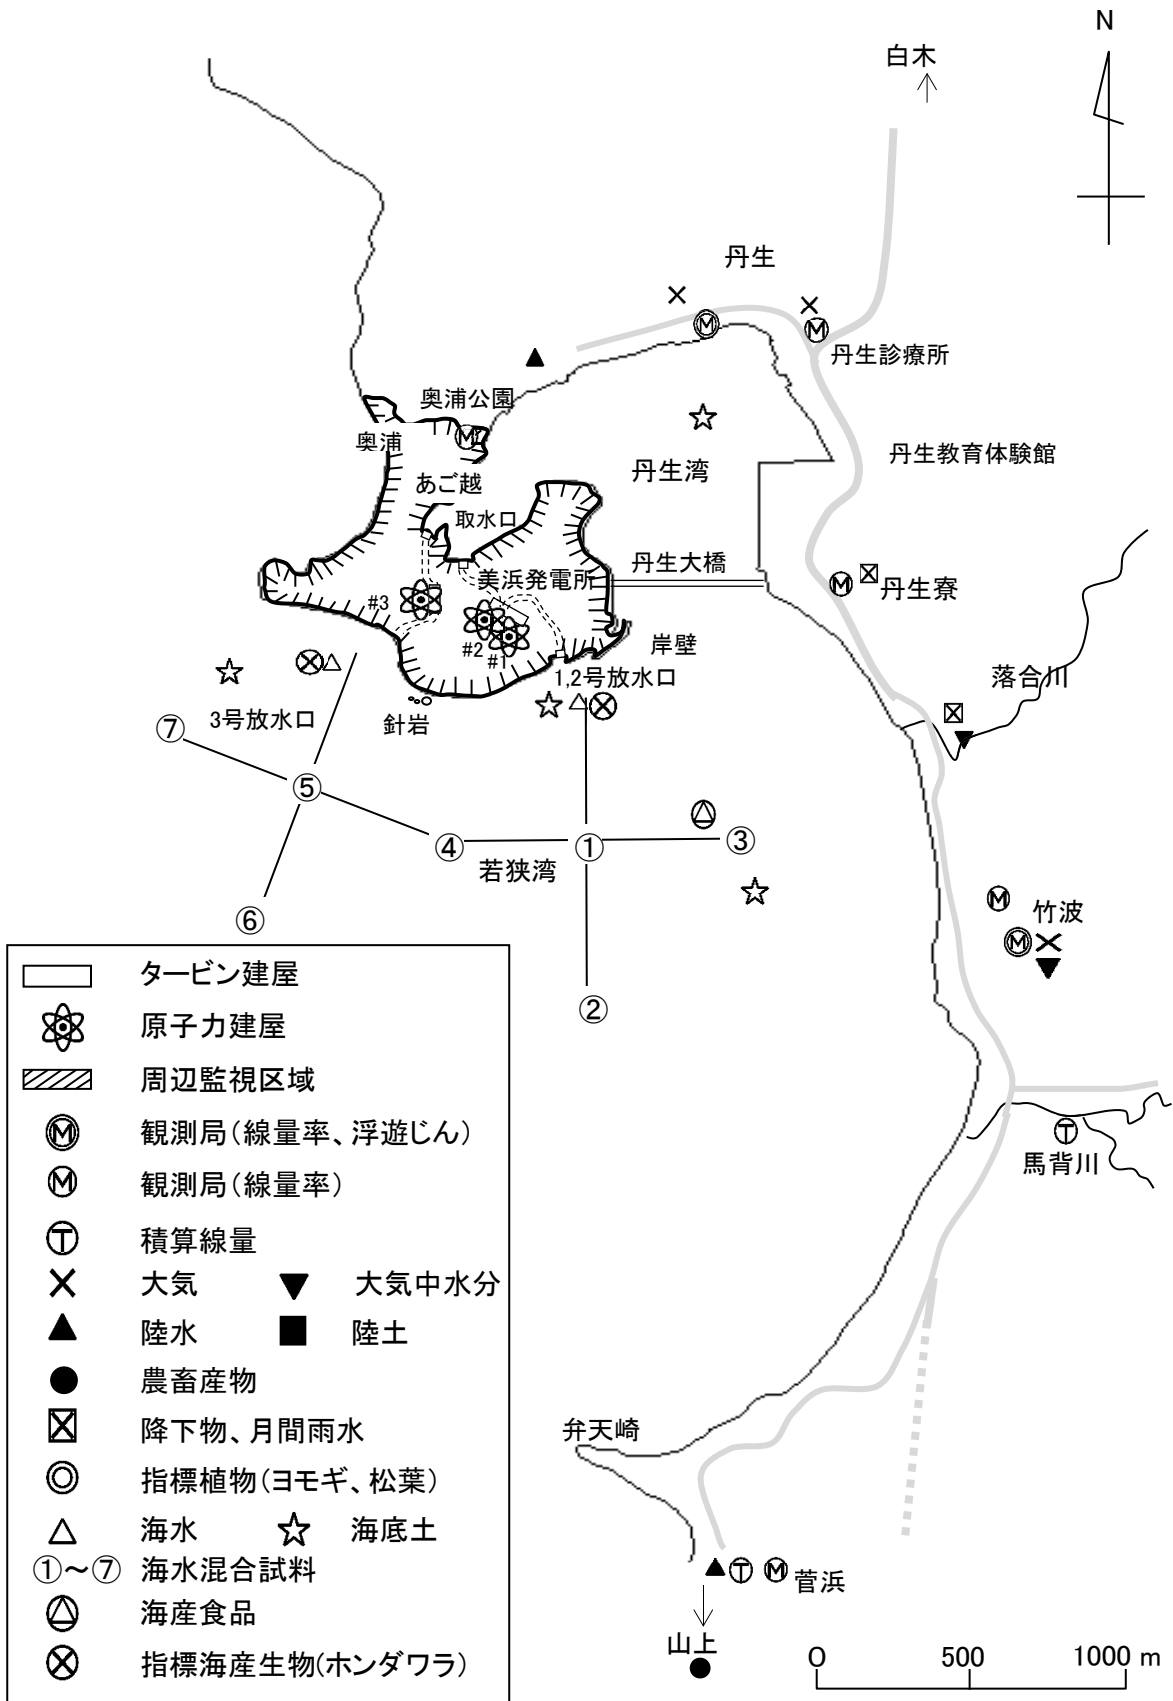 N
白木
丹生
M
M
丹生診療所
奥浦公園
M
奥浦
丹生教育体験館
丹生湾
あご越
取水口
丹生大橋
美浜発電所
M
丹生寮
#3
#2
#1
岸壁
1,2号放水口
落合川
3号放水口
針岩
⑦
⑤
④
①
③
若狭湾
⑥
②
M
竹波
M
T
馬背川
弁天崎
T
M
菅浜
山上
O 500 1000 m
タービン建屋
原子力建屋
周辺監視区域
M 観測局(線量率、浮遊じん)
M 観測局(線量率)
T 積算線量
大気 大気中水分
陸水 陸土
農畜産物
降下物、月間雨水
指標植物(ヨモギ、松葉)
海水 海底土
①~⑦ 海水混合試料
海産食品
指標海産生物(ホンダワラ)